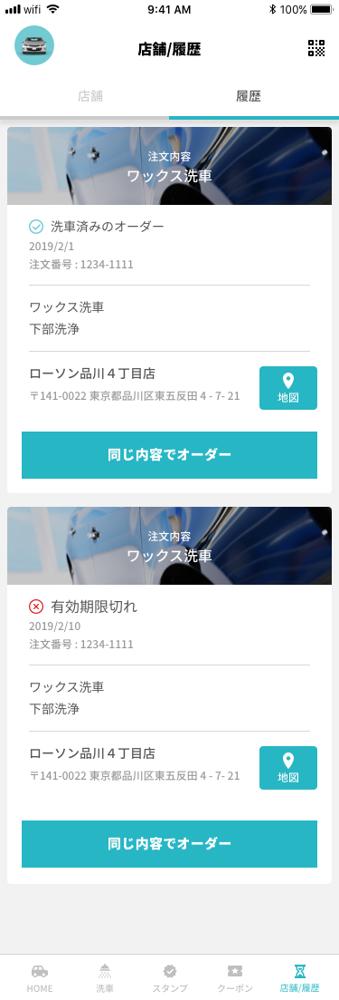 wifi 9:41 AM 100%
店舗/履歴
店舗 履歴
注文内容
ワックス洗車
洗車済みのオーダー
2019/2/1
注文番号 : 1234-1111
ワックス洗車
下部洗浄
ローソン品川４丁目店
〒141-0022 東京都品川区東五反田 4 - 7- 21
地図
同じ内容でオーダー
注文内容
ワックス洗車
有効期限切れ
2019/2/10
注文番号 : 1234-1111
ワックス洗車
下部洗浄
ローソン品川４丁目店
〒141-0022 東京都品川区東五反田 4 - 7- 21
地図
同じ内容でオーダー
HOME 洗車 スタンプ クーポン 店舗/履歴